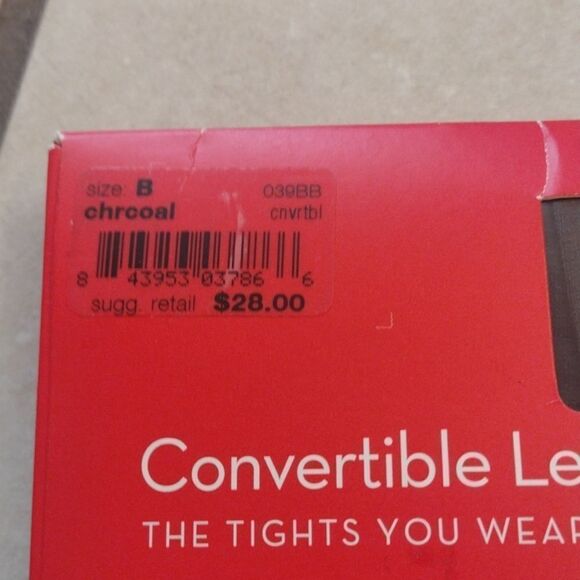 size: B 039BB
chrcoal cnvrtbl
8 43953 03786 6
sugg. retail $28.00
Convertible Le
THE TIGHTS YOU WEAR